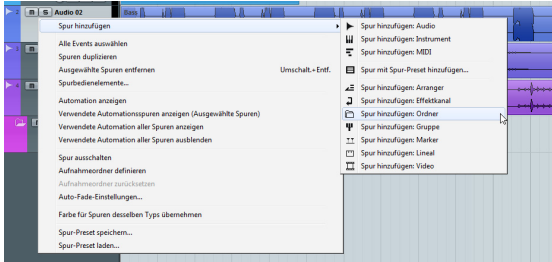 2 m S Audio 02 Bass
Spur hinzufügen
Alle Events auswählen
Spuren duplizieren
Ausgewählte Spuren entfernen Umschalt.+Entf.
Spurbedienelemente...
Automation anzeigen
Verwendete Automationsspuren anzeigen (Ausgewählte Spuren)
Verwendete Automation aller Spuren anzeigen
Verwendete Automation aller Spuren ausblenden
Spur ausschalten
Aufnahmeordner definieren
Aufnahmeordner zurücksetzen
Auto-Fade-Einstellungen...
Farbe für Spuren desselben Typs übernehmen
Spur-Preset speichern...
Spur-Preset laden...
Spur hinzufügen: Audio
Spur hinzufügen: Instrument
Spur hinzufügen: MIDI
Spur mit Spur-Preset hinzufügen...
Spur hinzufügen: Arranger
Spur hinzufügen: Effektkanal
Spur hinzufügen: Ordner
Spur hinzufügen: Gruppe
Spur hinzufügen: Marker
Spur hinzufügen: Lineal
Spur hinzufügen: Video
3 m
4 m